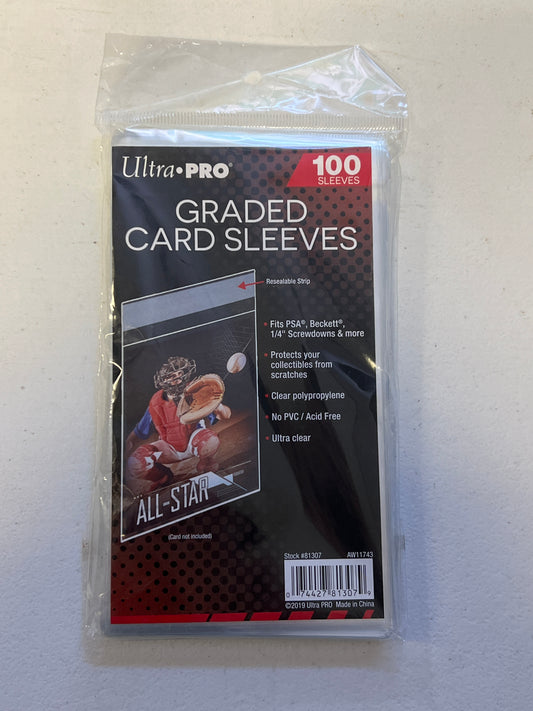 Ultra•PRO®
100
SLEEVES
GRADED
CARD SLEEVES
Resealable Strip
• Fits PSA®, Beckett®,
1/4" Screwdowns & more
• Protects your
collectibles from
scratches
• Clear polypropylene
• No PVC / Acid Free
• Ultra clear
ALL-STAR
(Card not included)
Stock #81307 AW11743
0 74427 81307 9
©2019 Ultra PRO Made in China